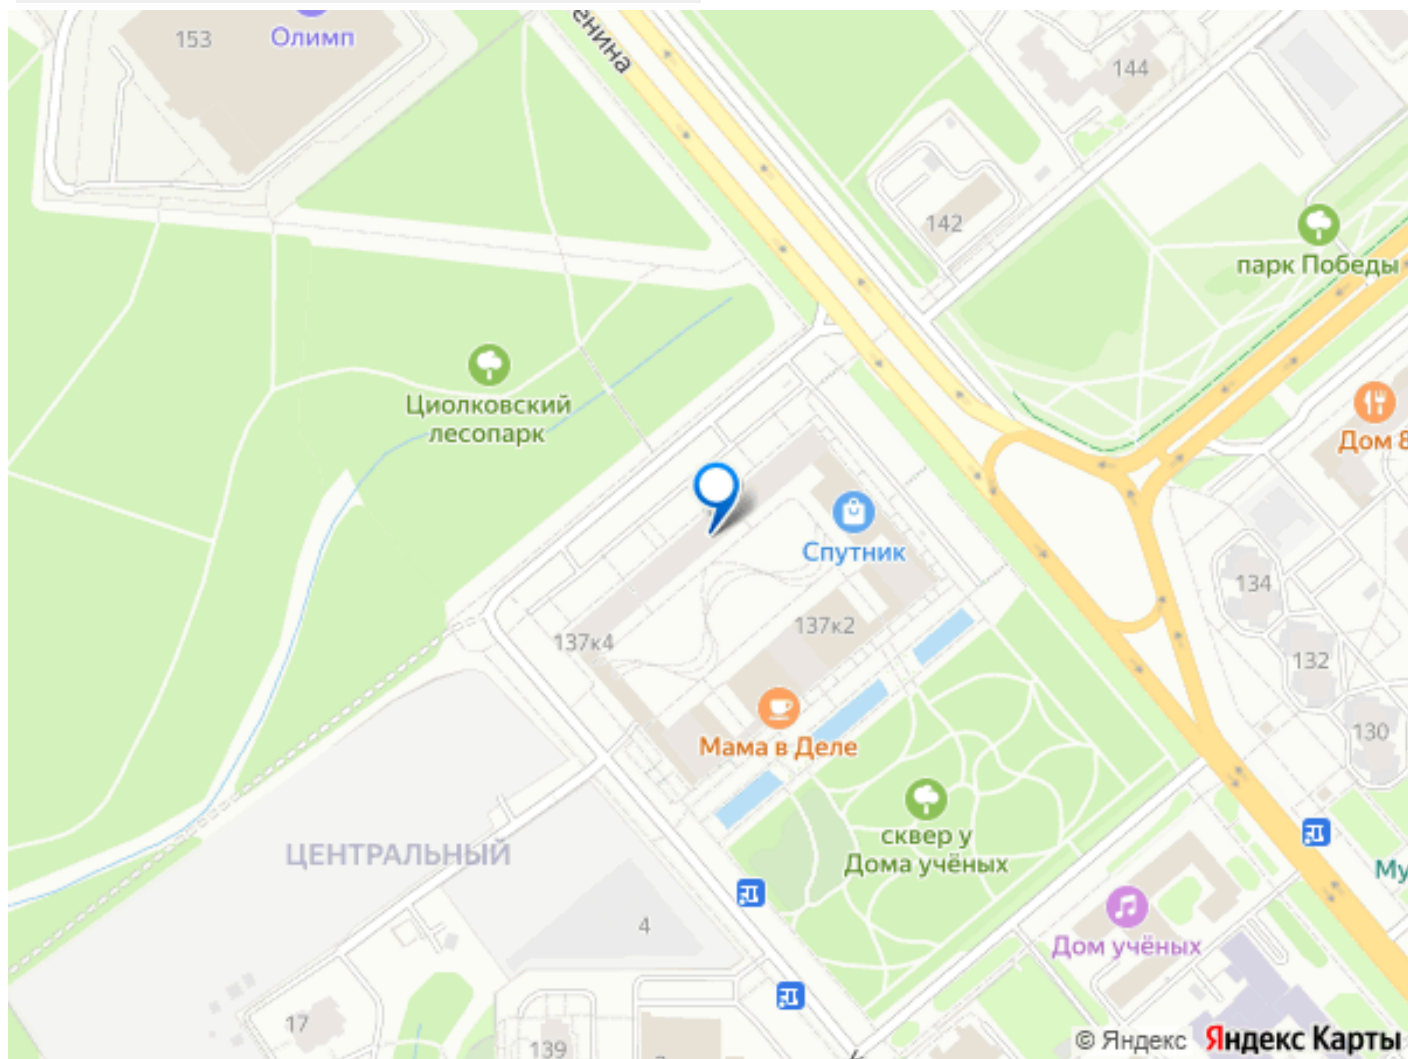 153
Олимп
енина
144
142
парк Победы
Циолковский
лесопарк
Дом 8
Спутник
134
137к2
137к4
132
130
Мама в Деле
сквер у
Дома учёных
ЦЕНТРАЛЬНЫЙ
Му
4
Дом учёных
17
139
© Яндекс Яндекс Карты